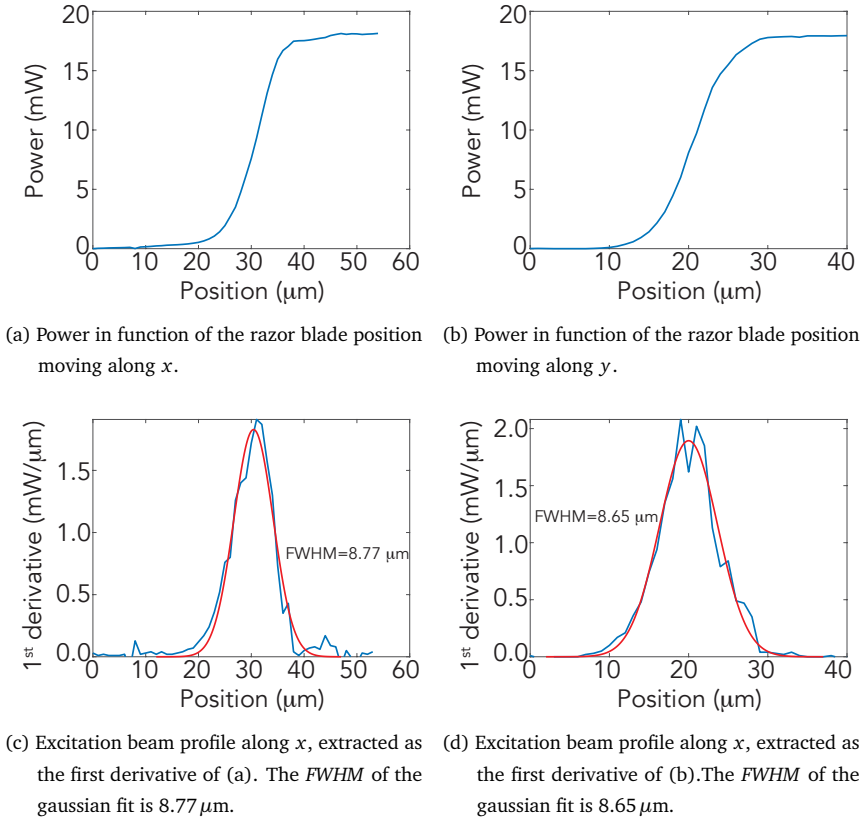 20
15
10
5
0
Power (mW)
0 10 20 30 40 50 60
Position (μm)
20
15
10
5
0
Power (mW)
0 10 20 30 40
Position (μm)
(a) Power in function of the razor blade position
moving along x.
(b) Power in function of the razor blade position
moving along y.
1.5
1.0
0.5
0.0
1st derivative (mW/μm)
FWHM=8.77 μm
0 10 20 30 40 50 60
Position (μm)
2.0
1.5
1.0
0.5
0.0
1st derivative (mW/μm)
FWHM=8.65 μm
0 10 20 30 40
Position (μm)
(c) Excitation beam profile along x, extracted as
the first derivative of (a). The FWHM of the
gaussian fit is 8.77 μm.
(d) Excitation beam profile along x, extracted as
the first derivative of (b).The FWHM of the
gaussian fit is 8.65 μm.